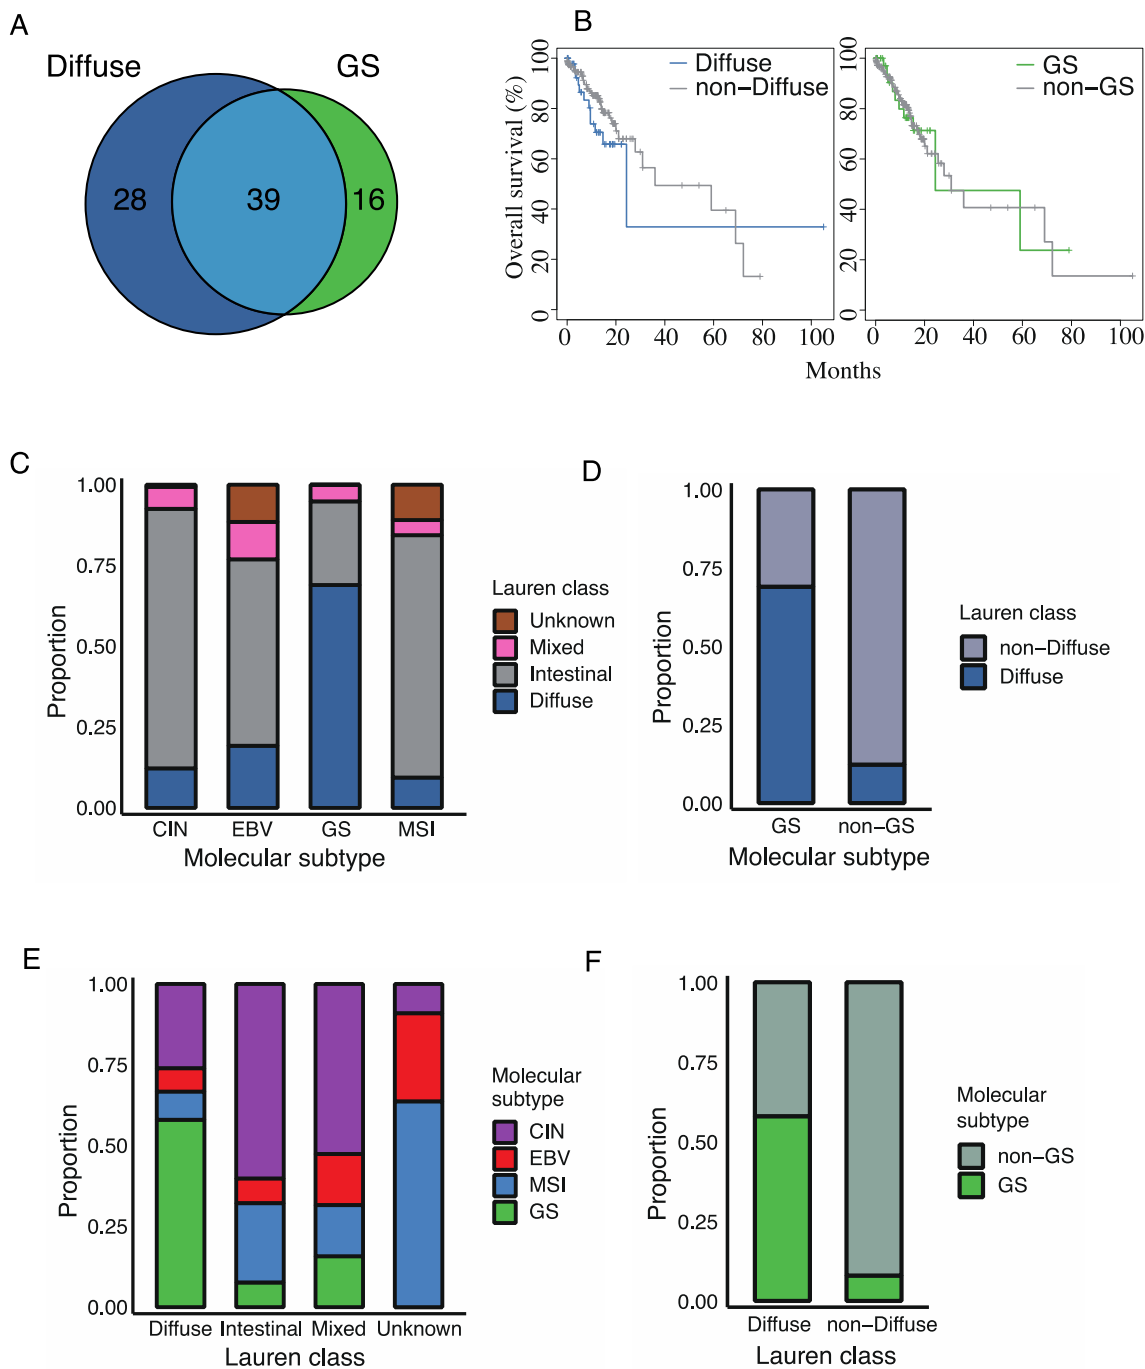 A
Diffuse
GS
28
39
16
B
Overall survival (%)
100
80
60
40
20
0
Diffuse
non−Diffuse
0 20 40 60 80 100
100
80
60
40
20
0
GS
non−GS
0 20 40 60 80 100
Months
C
Proportion
1.00
0.75
0.50
0.25
0.00
CIN EBV GS MSI
Molecular subtype
Lauren class
Unknown
Mixed
Intestinal
Diffuse
D
Proportion
1.00
0.75
0.50
0.25
0.00
GS non−GS
Molecular subtype
Lauren class
non−Diffuse
Diffuse
E
Proportion
1.00
0.75
0.50
0.25
0.00
Diffuse Intestinal Mixed Unknown
Lauren class
Molecular
subtype
CIN
EBV
MSI
GS
F
Proportion
1.00
0.75
0.50
0.25
0.00
Diffuse non−Diffuse
Lauren class
Molecular
subtype
non−GS
GS